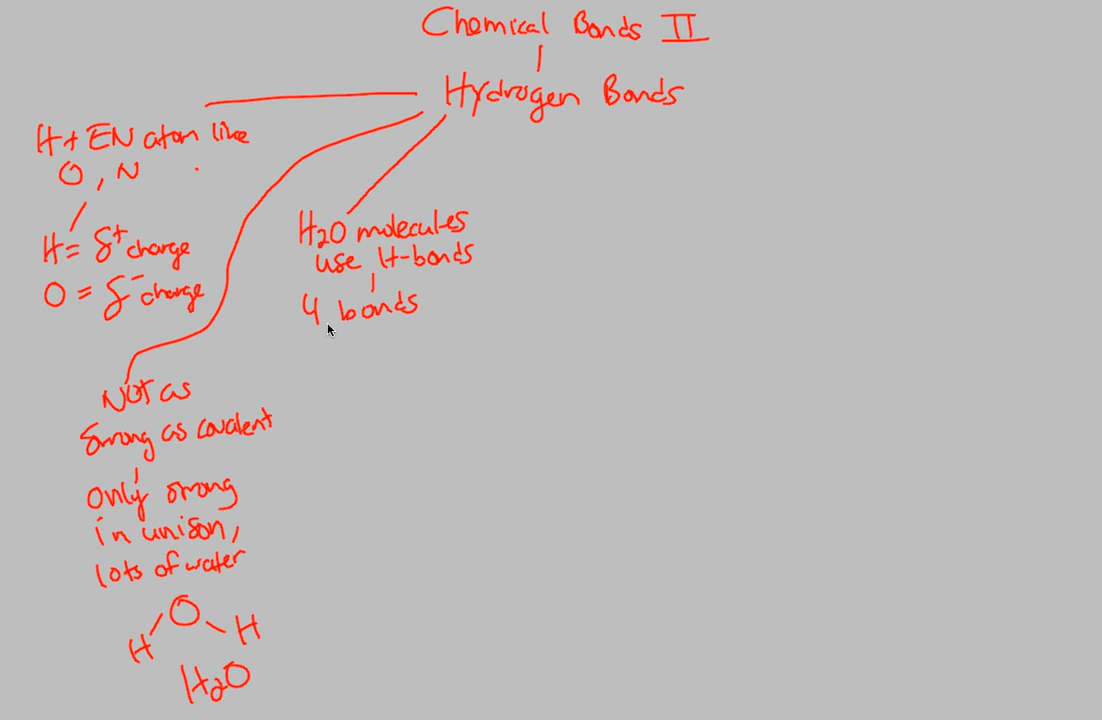 Chemical Bonds II
Hydrogen Bonds
H + EN atom like
O, N
H = δ+ charge
O = δ- charge
H2O molecules
use H-bonds
4 bonds
Not as
strong as covalent
Only strong
in unison,
lots of water
O
H H
H2O